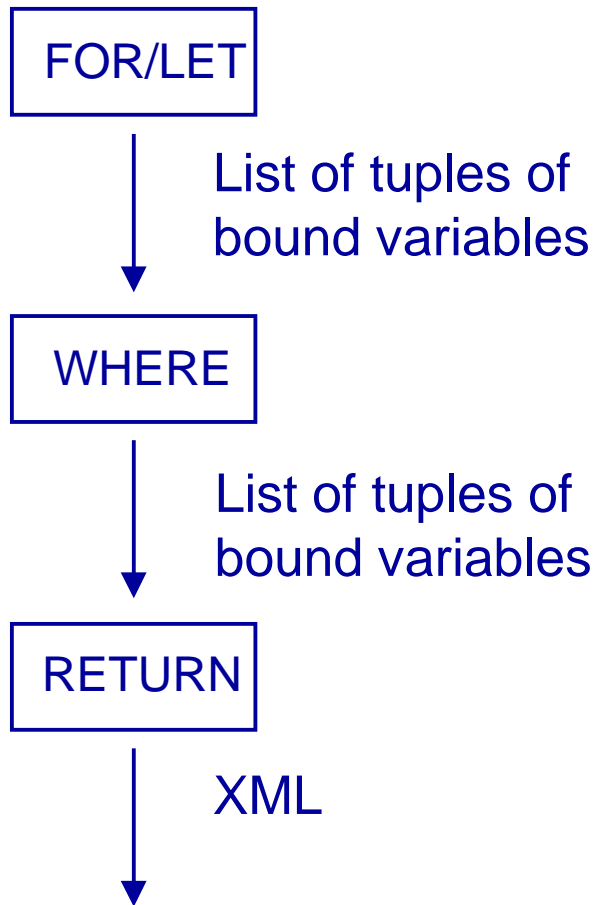 FOR/LET
List of tuples of
bound variables
WHERE
List of tuples of
bound variables
RETURN
XML